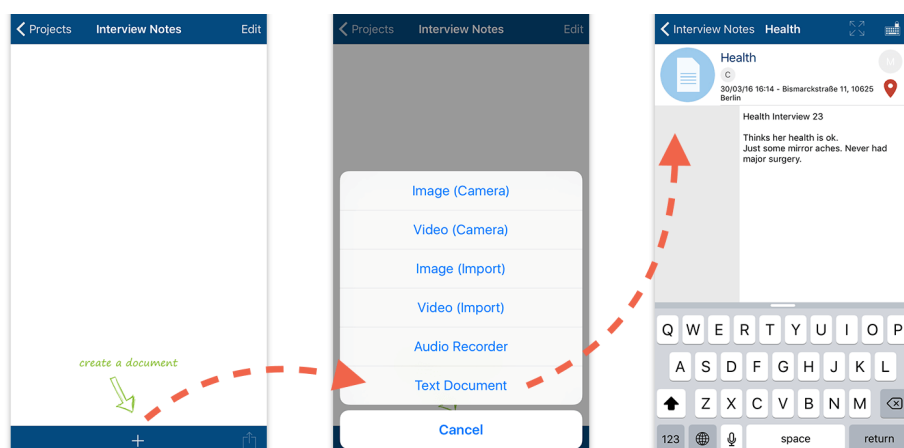 Projects Interview Notes Edit
create a document
+
Projects Interview Notes Edit
Image (Camera)
Video (Camera)
Image (Import)
Video (Import)
Audio Recorder
Text Document
Cancel
Interview Notes Health
Health
M
C
30/03/16 16:14 - Bismarckstraße 11, 10625
Berlin
Health Interview 23
Thinks her health is ok.
Just some mirror aches. Never had
major surgery.
Q W E R T Y U I O P
A S D F G H J K L
Z X C V B N M
123 space return